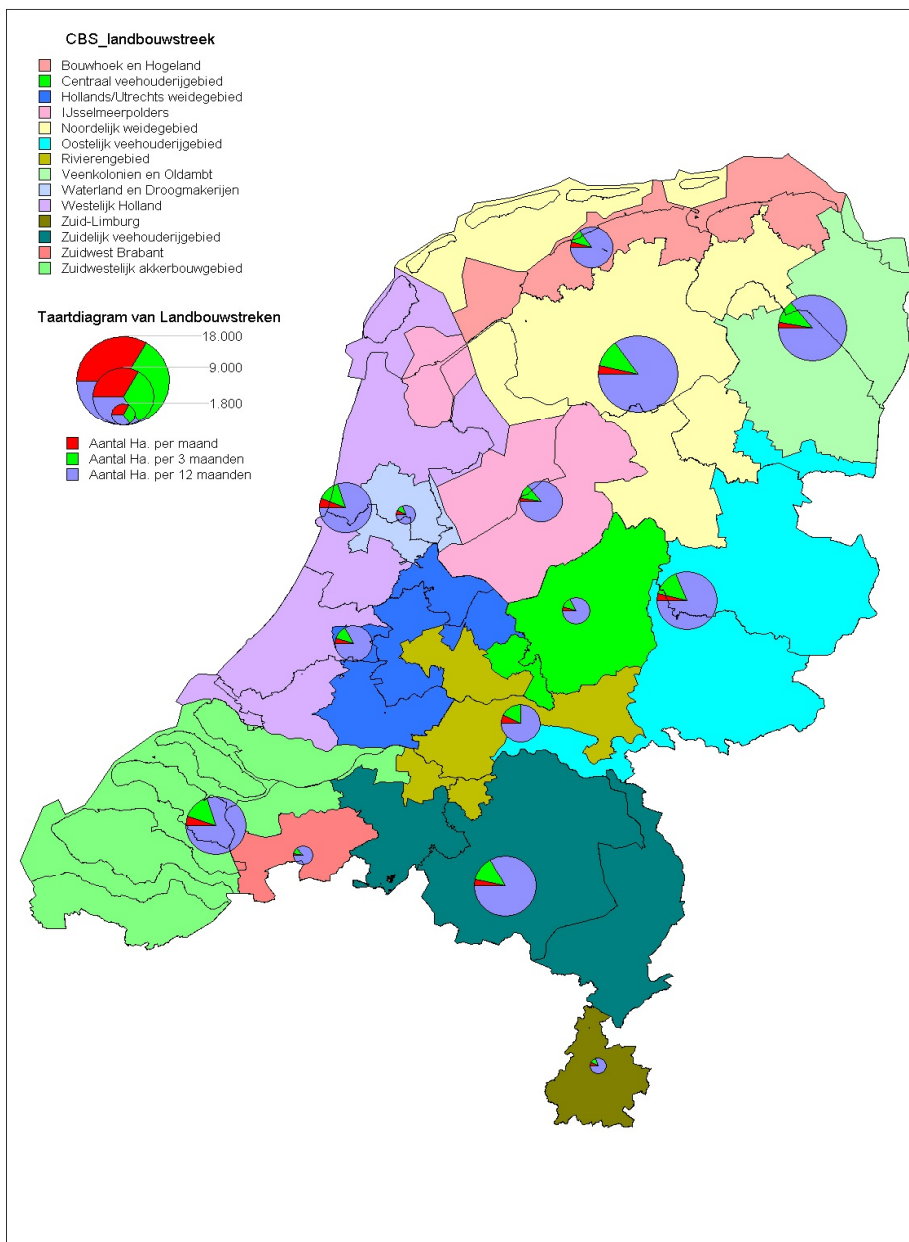 CBS_landbouwstreek
Bouwhoek en Hogeland
Centraal veehouderijgebied
Hollands/Utrechts weidegebied
IJsselmeerpolders
Noordelijk weidegebied
Oostelijk veehouderijgebied
Rivierengebied
Veenkolonien en Oldambt
Waterland en Droogmakerijen
Westelijk Holland
Zuid-Limburg
Zuidelijk veehouderijgebied
Zuidwest Brabant
Zuidwestelijk akkerbouwgebied
Taartdiagram van Landbouwstreken
18.000
9.000
1.800
Aantal Ha. per maand
Aantal Ha. per 3 maanden
Aantal Ha. per 12 maanden